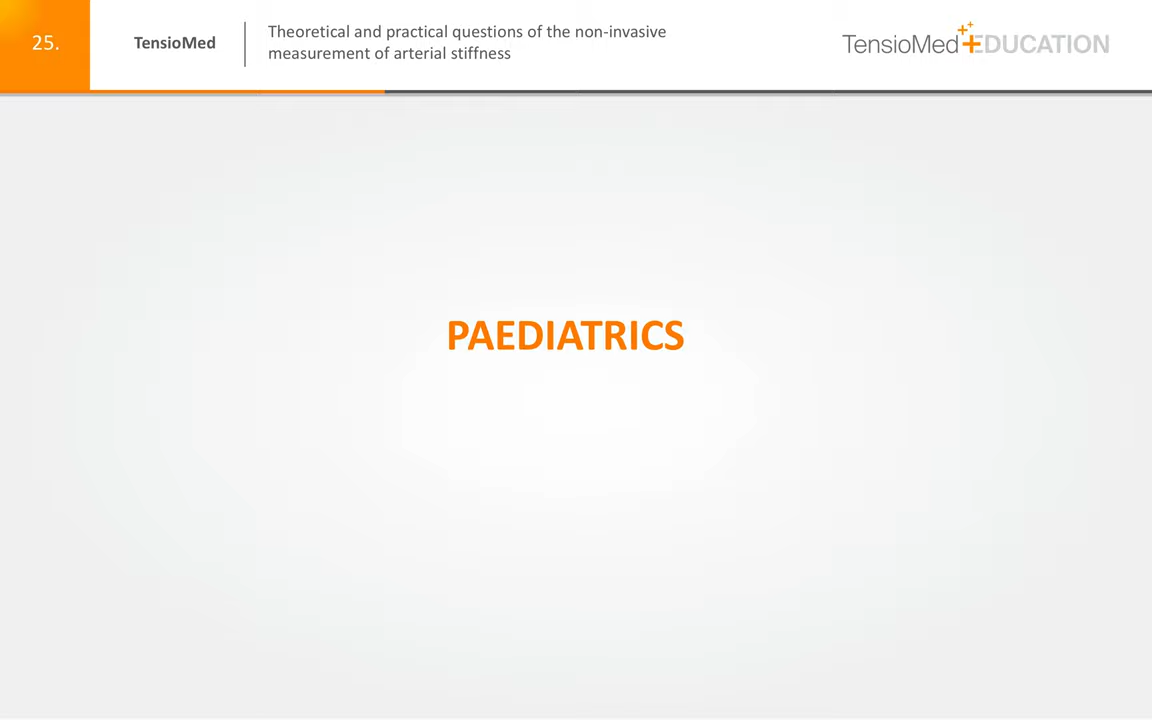 25.
TensioMed
Theoretical and practical questions of the non-invasive
measurement of arterial stiffness
TensioMed EDUCATION
PAEDIATRICS